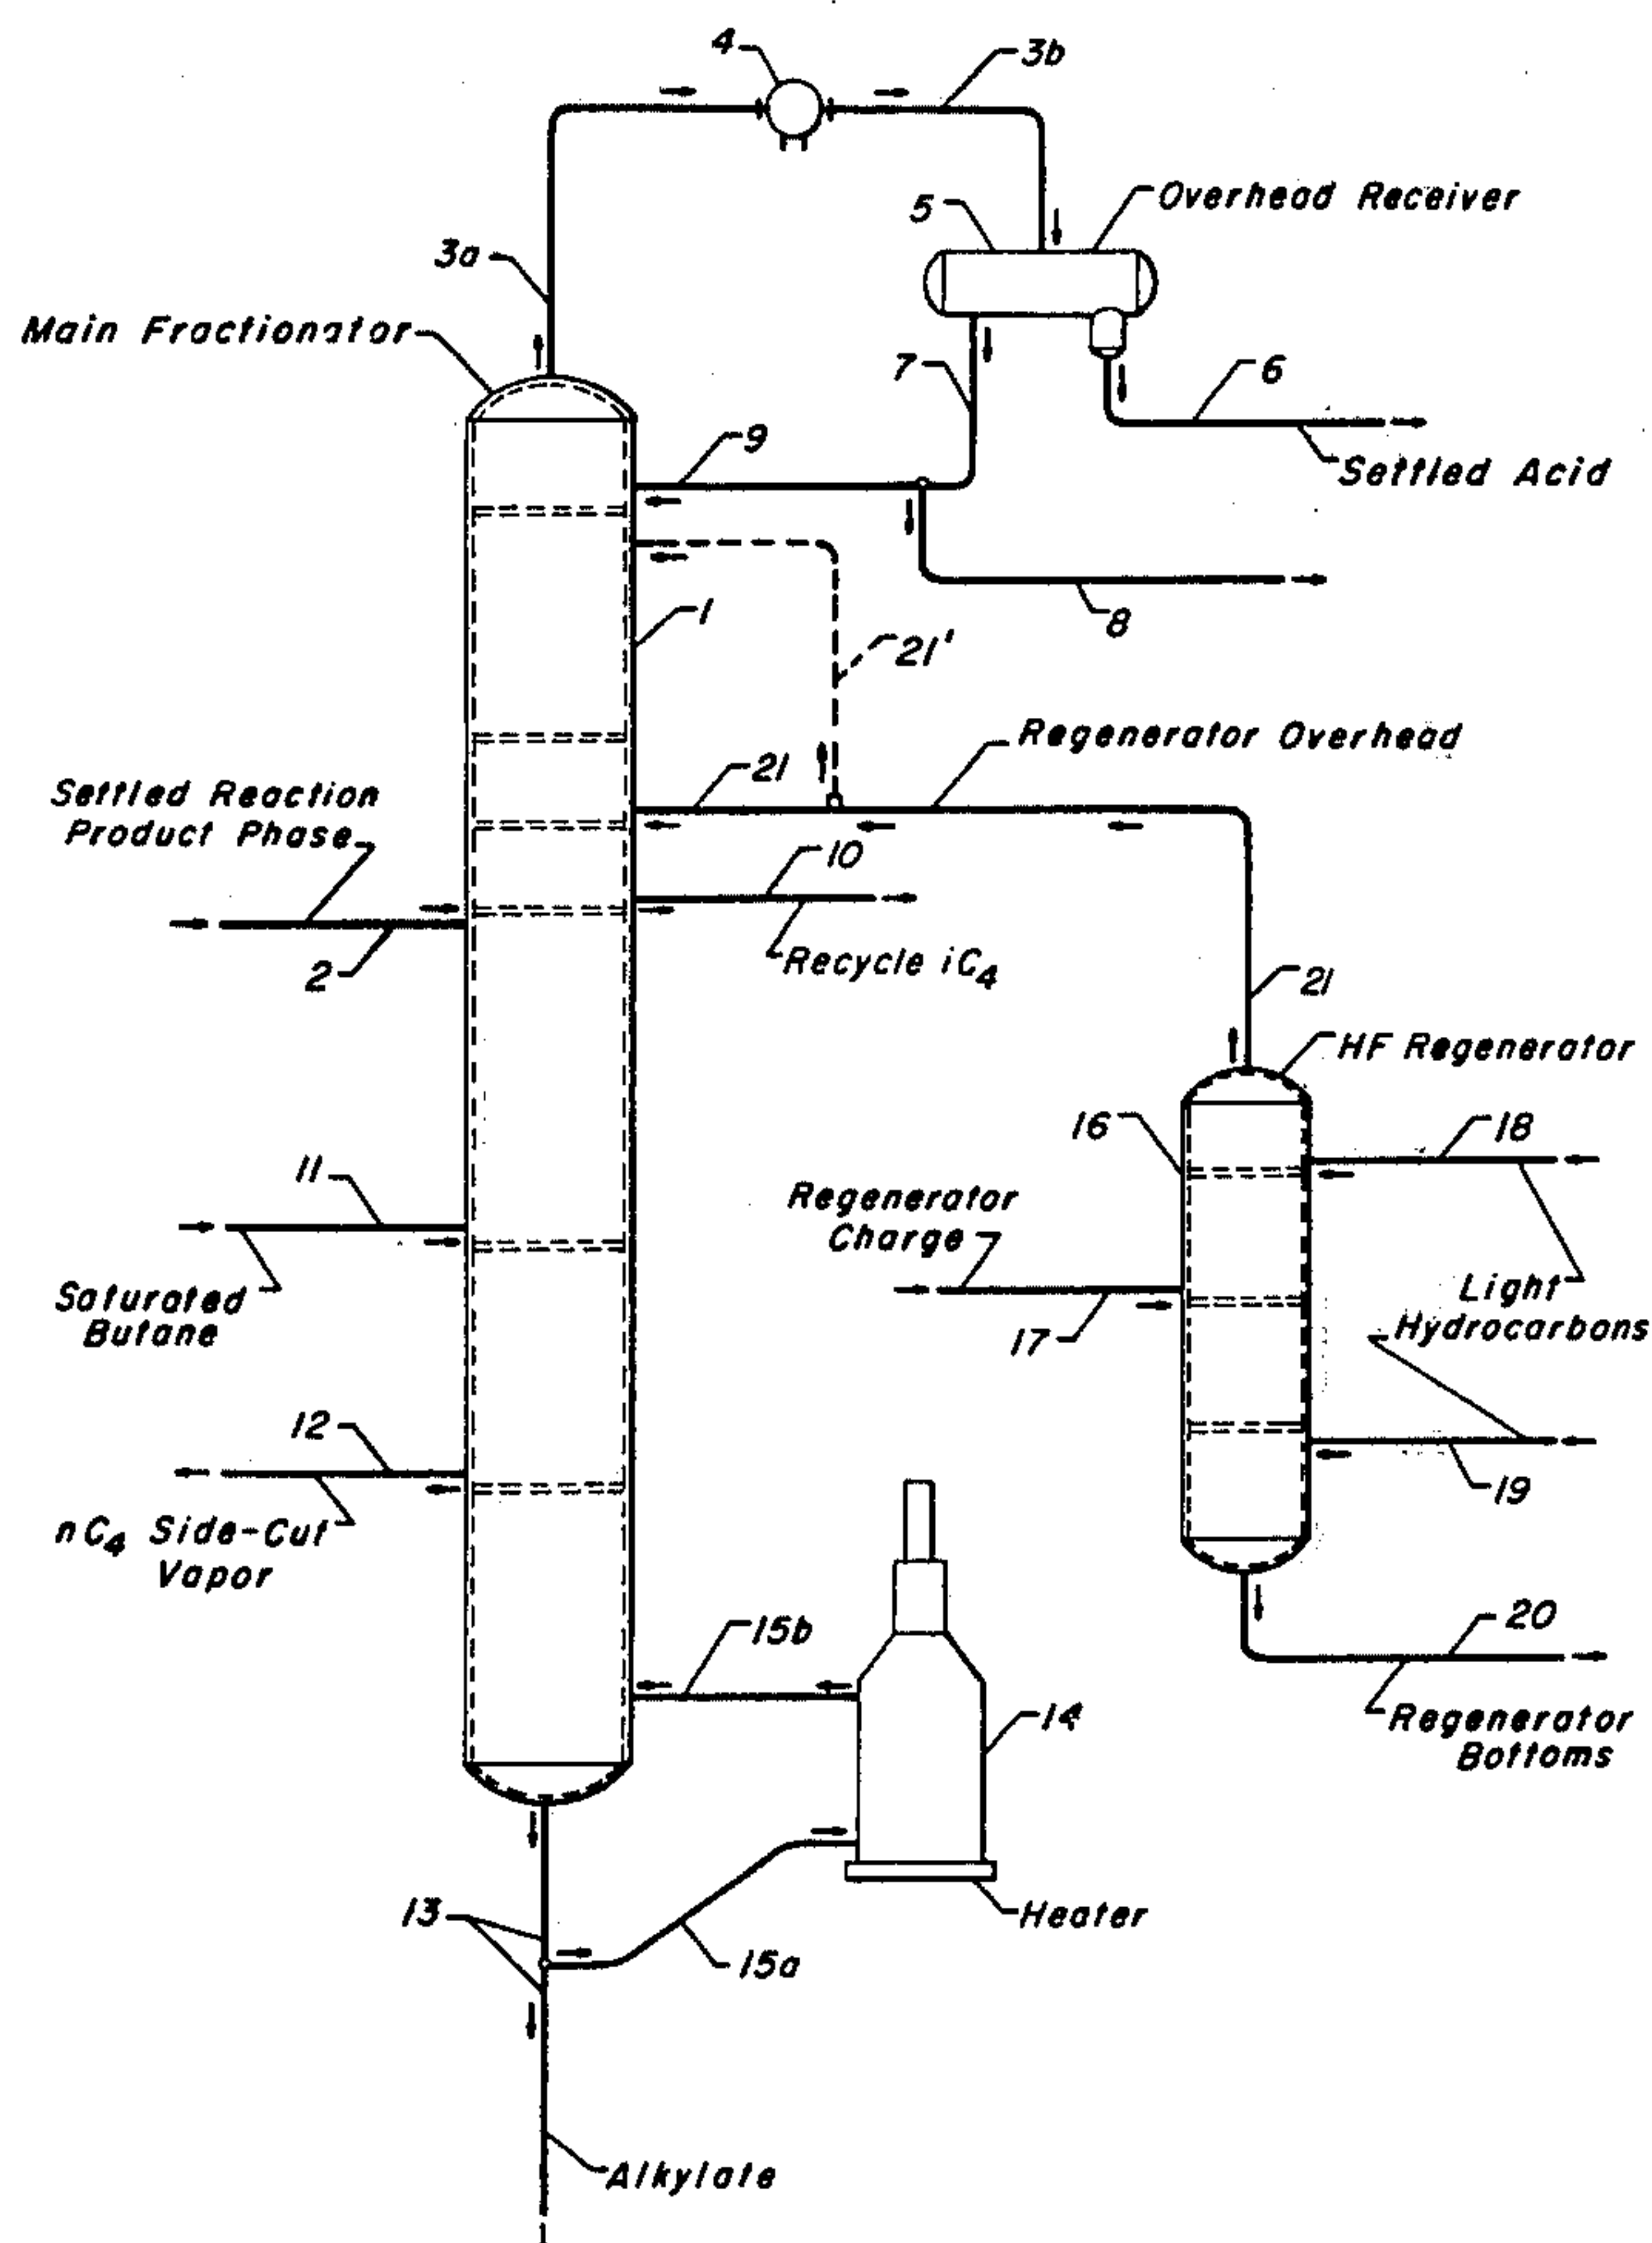 4
3b
5
Overhead Receiver
3a
Main Fractionator
7
6
9
Settled Acid
1
8
21'
Regenerator Overhead
21
Settled Reaction
Product Phase
10
2
Recycle iC4
21
HF Regenerator
16
18
11
Regenerator
Charge
Saturated
Butane
Light
Hydrocarbons
17
12
19
nC4 Side-Cut
Vapor
15b
20
14
Regenerator
Bottoms
13
Heater
15a
Alkylate